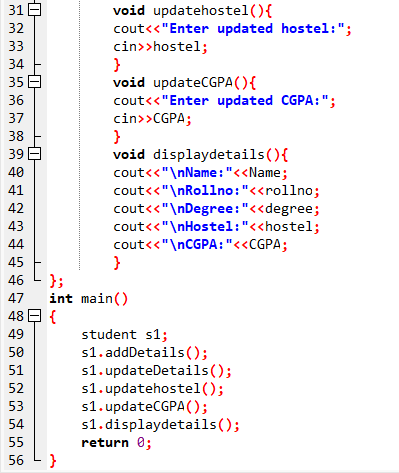 31 void updatehostel(){
32 cout<<"Enter updated hostel:";
33 cin>>hostel;
34 }
35 void updateCGPA(){
36 cout<<"Enter updated CGPA:";
37 cin>>CGPA;
38 }
39 void displaydetails(){
40 cout<<"\nName:"<<Name;
41 cout<<"\nRollno:"<<rollno;
42 cout<<"\nDegree:"<<degree;
43 cout<<"\nHostel:"<<hostel;
44 cout<<"\nCGPA:"<<CGPA;
45 }
46 };
47 int main()
48 {
49 student s1;
50 s1.addDetails();
51 s1.updateDetails();
52 s1.updatehostel();
53 s1.updateCGPA();
54 s1.displaydetails();
55 return 0;
56 }